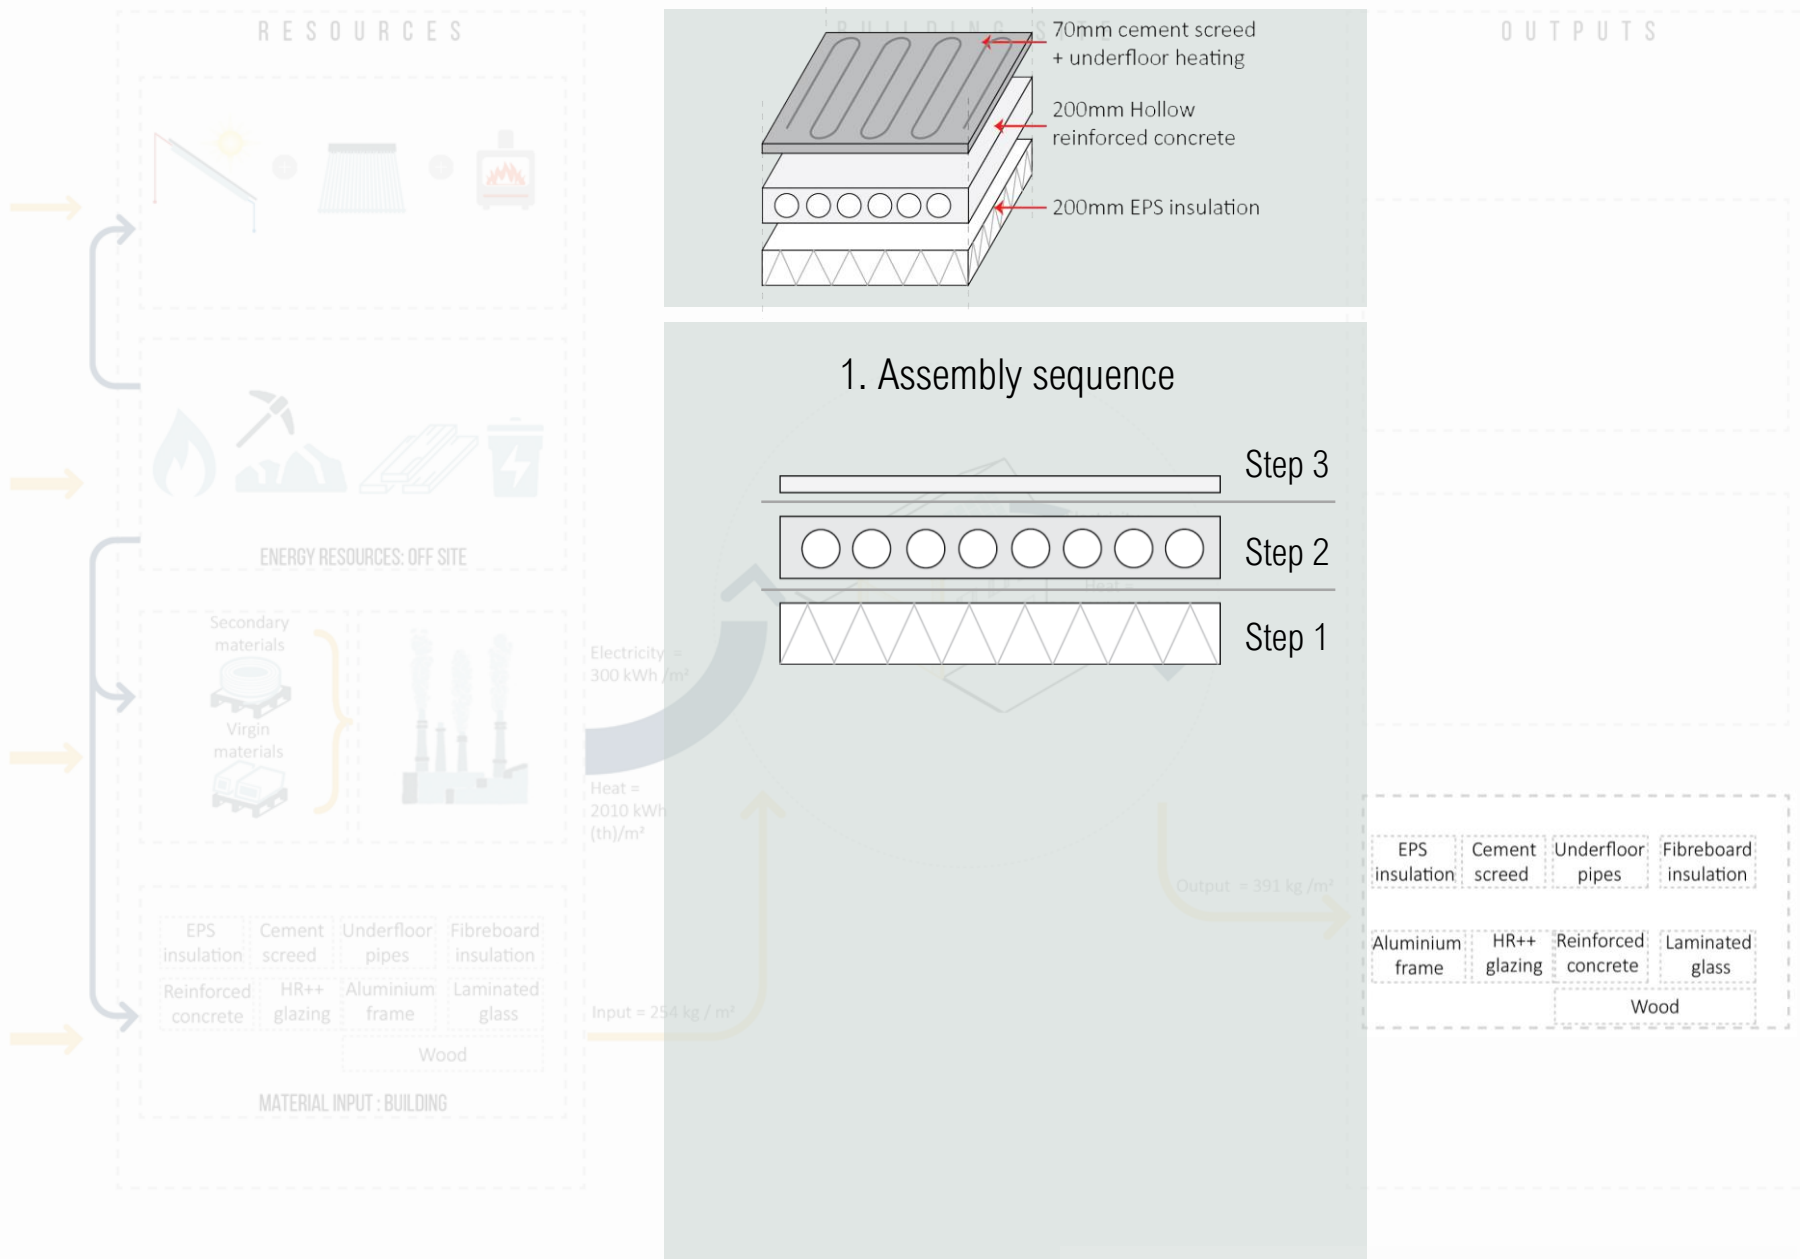 RESOURCES
BUILDING SITE
OUTPUTS
70mm cement screed
+ underfloor heating
200mm Hollow
reinforced concrete
200mm EPS insulation
1. Assembly sequence
Step 3
Step 2
Step 1
Heat =
ENERGY RESOURCES: OFF SITE
Secondary
materials
Virgin
materials
Electricity =
300 kWh /m²
Heat =
2010 kWh
(th)/m²
EPS
insulation
Cement
screed
Underfloor
pipes
Fibreboard
insulation
Reinforced
concrete
HR++
glazing
Aluminium
frame
Laminated
glass
Wood
MATERIAL INPUT : BUILDING
Input = 254 kg / m²
Output = 391 kg /m²
EPS
insulation
Cement
screed
Underfloor
pipes
Fibreboard
insulation
Aluminium
frame
HR++
glazing
Reinforced
concrete
Laminated
glass
Wood